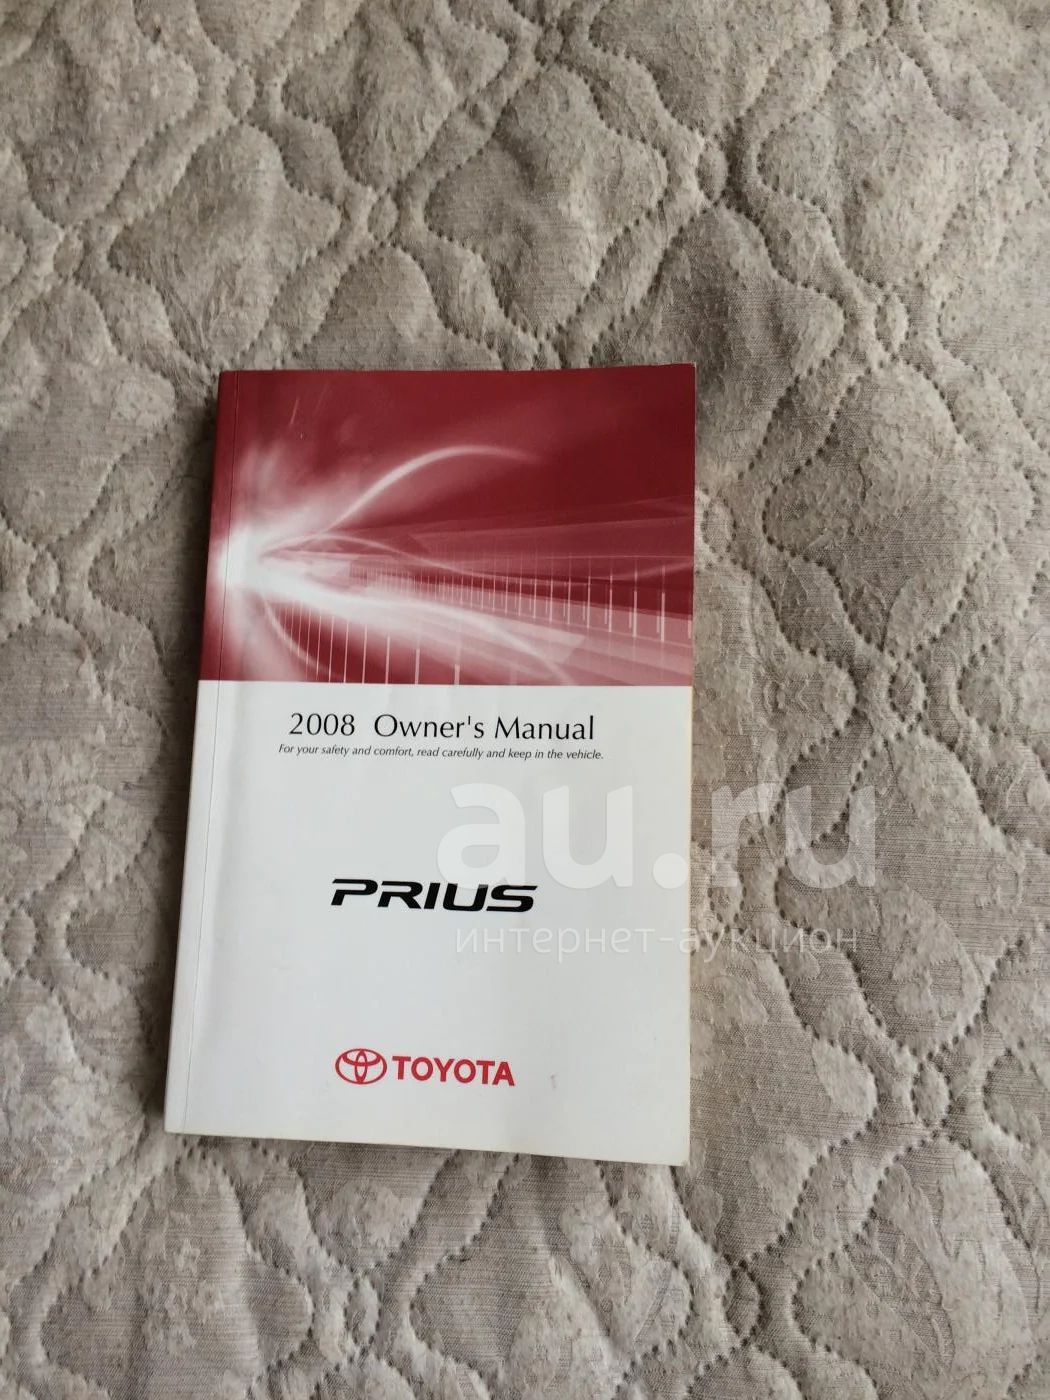 2008 Owner's Manual
For your safety and comfort, read carefully and keep in the vehicle.
au.ru
PRIUS
интернет-аукцион
TOYOTA